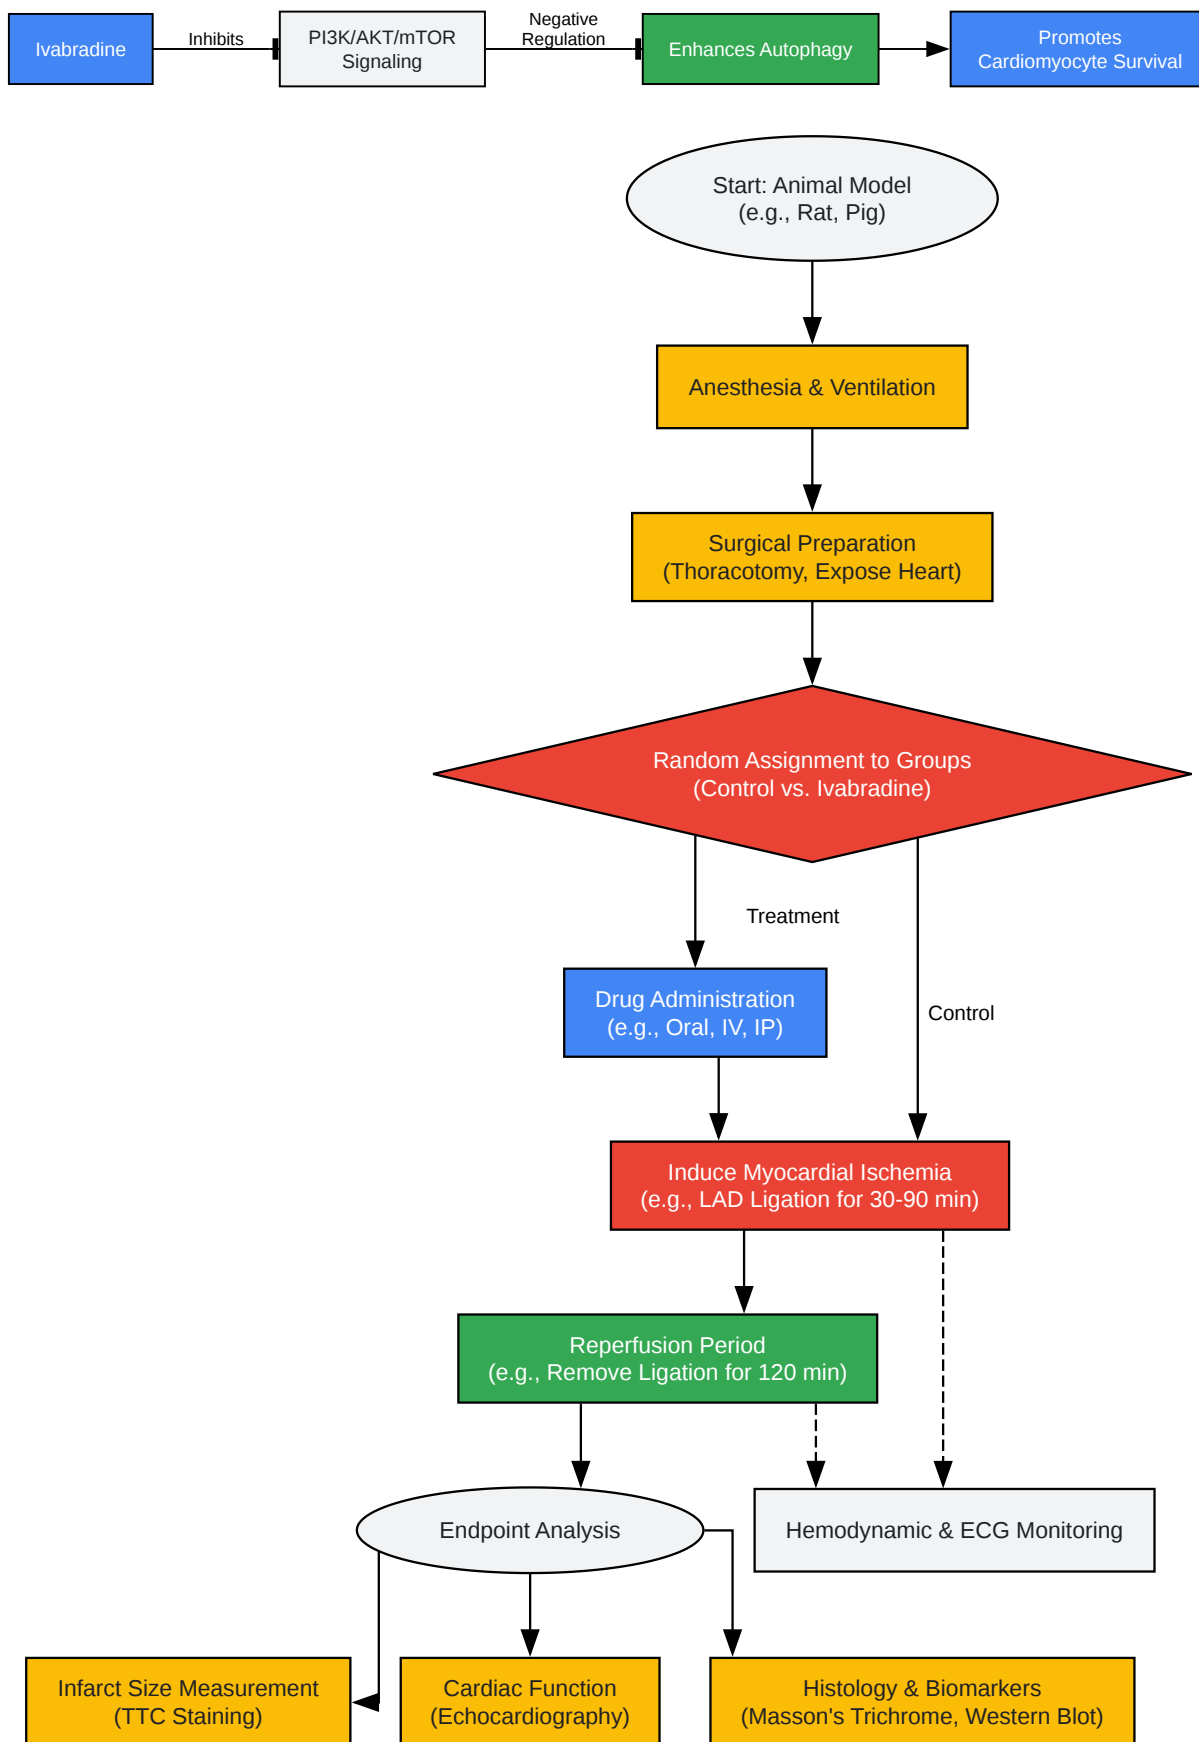 Ivabradine
Inhibits
PI3K/AKT/mTOR
Signaling
Negative
Regulation
Enhances Autophagy
Promotes
Cardiomyocyte Survival
Start: Animal Model
(e.g., Rat, Pig)
Anesthesia & Ventilation
Surgical Preparation
(Thoracotomy, Expose Heart)
Random Assignment to Groups
(Control vs. Ivabradine)
Treatment
Drug Administration
(e.g., Oral, IV, IP)
Control
Induce Myocardial Ischemia
(e.g., LAD Ligation for 30-90 min)
Reperfusion Period
(e.g., Remove Ligation for 120 min)
Endpoint Analysis
Hemodynamic & ECG Monitoring
Infarct Size Measurement
(TTC Staining)
Cardiac Function
(Echocardiography)
Histology & Biomarkers
(Masson's Trichrome, Western Blot)